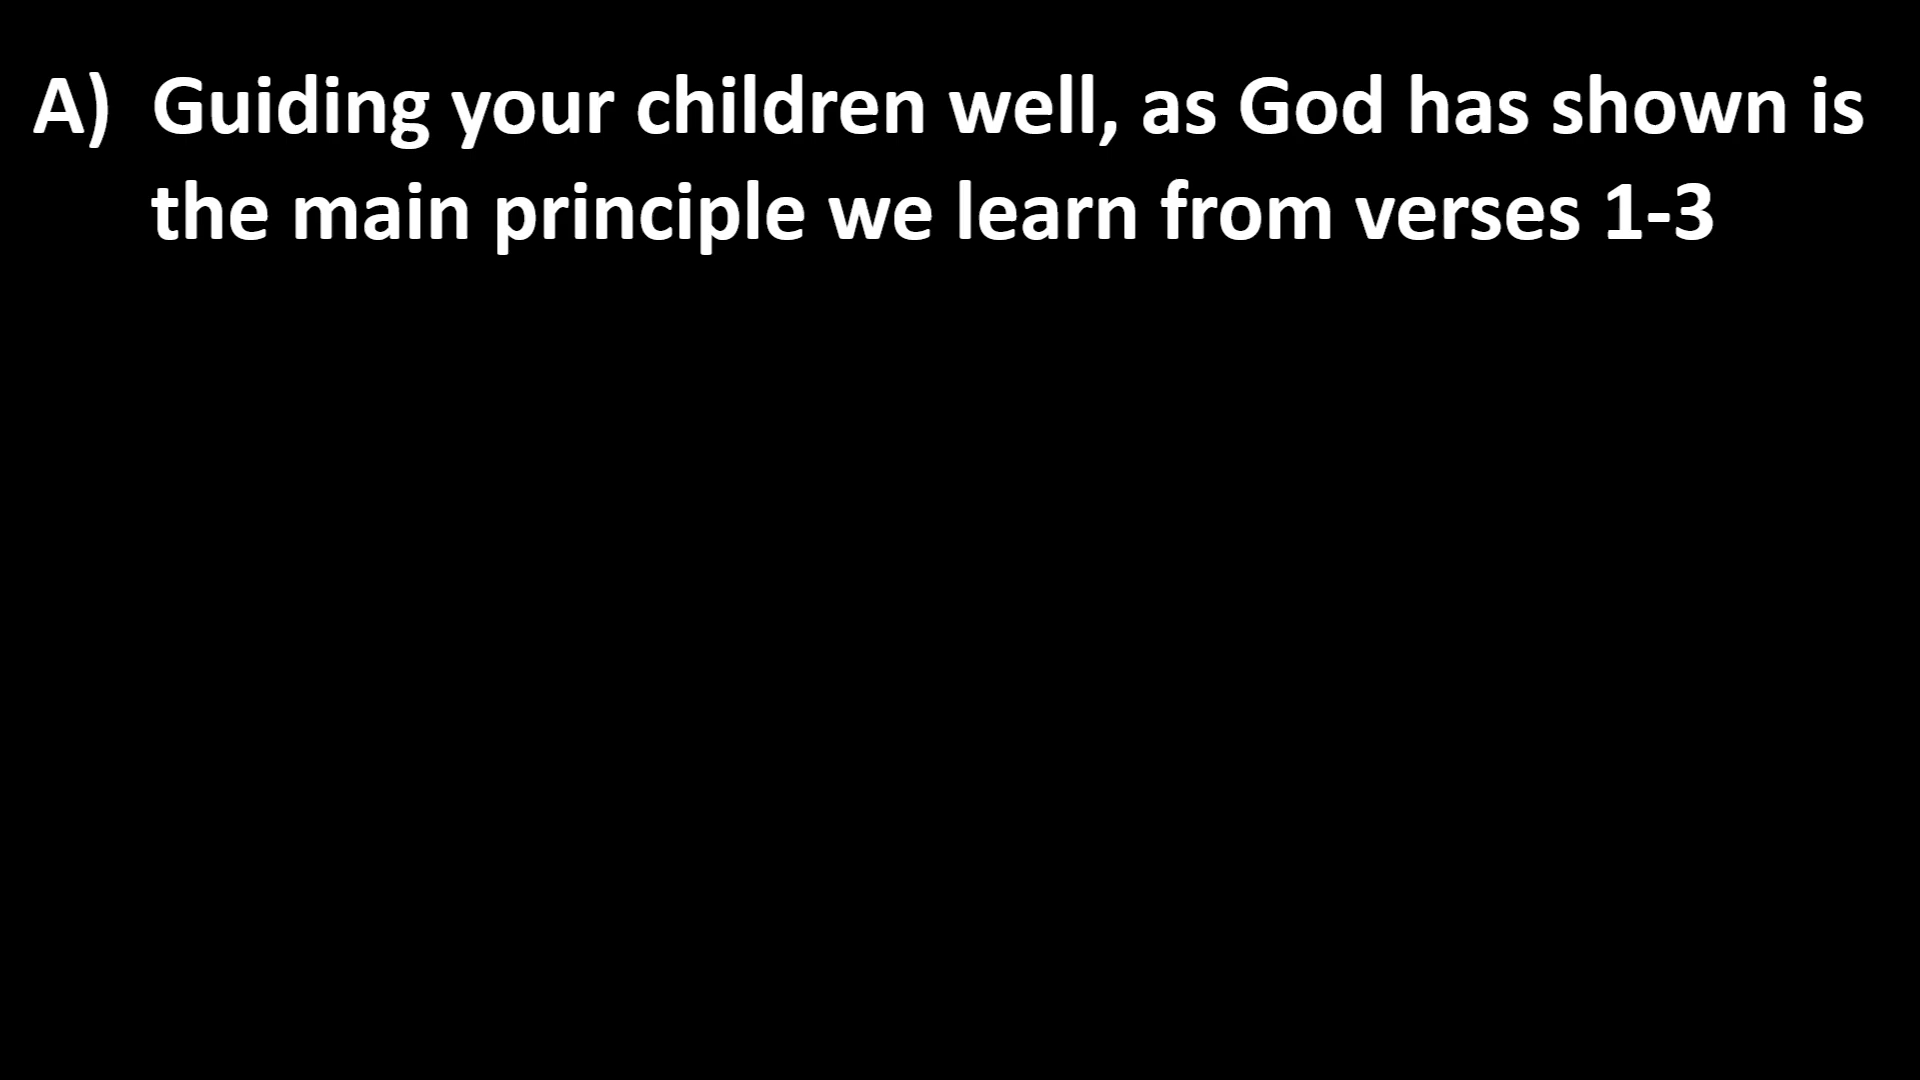 A) Guiding your children well, as God has shown is
the main principle we learn from verses 1-3